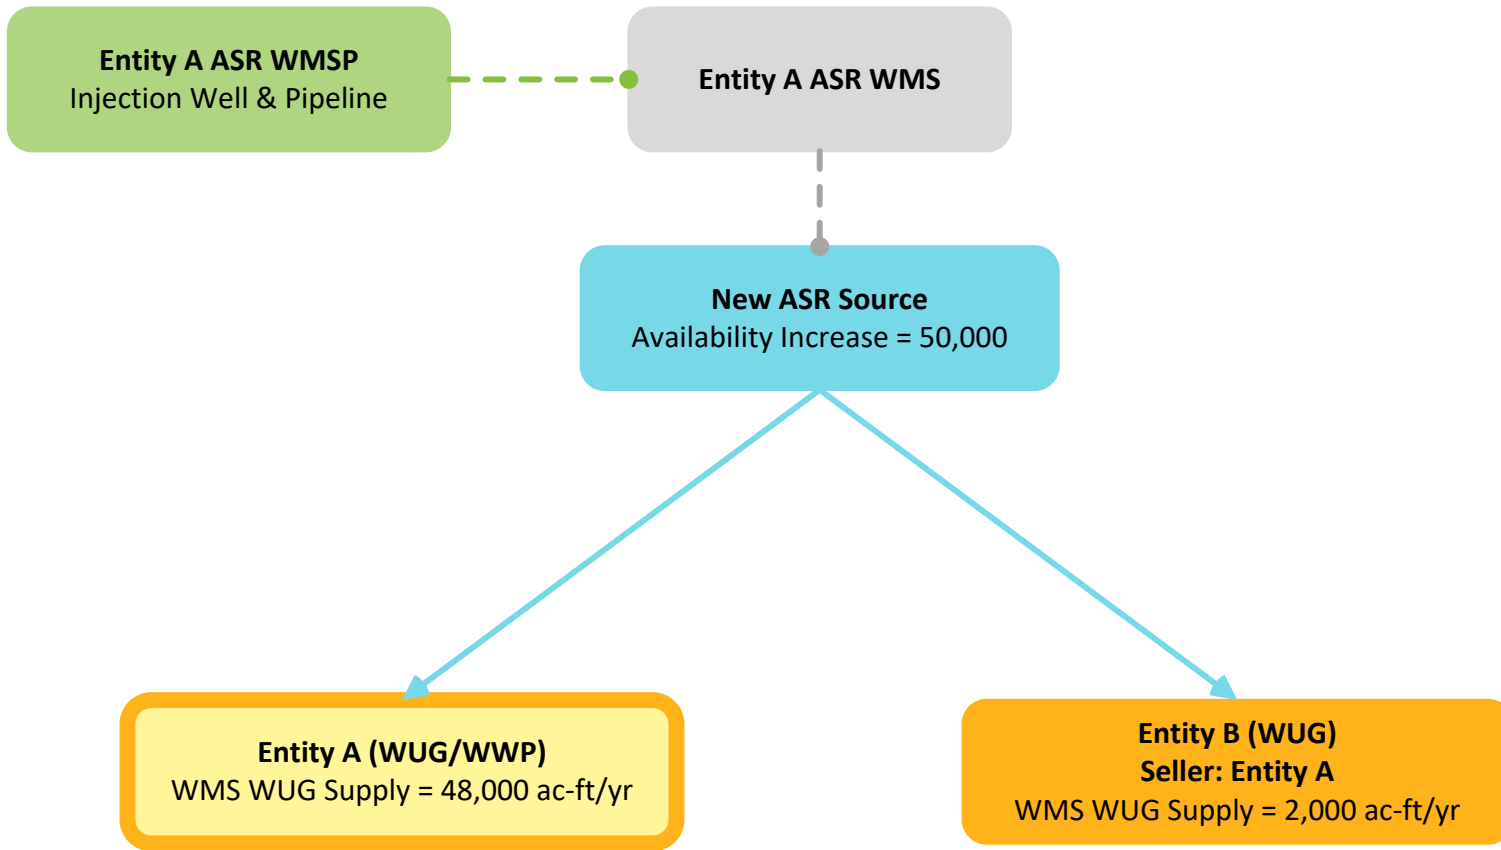 Entity A ASR WMSP
Injection Well & Pipeline
Entity A ASR WMS
New ASR Source
Availability Increase = 50,000
Entity A (WUG/WWP)
WMS WUG Supply = 48,000 ac-ft/yr
Entity B (WUG)
Seller: Entity A
WMS WUG Supply = 2,000 ac-ft/yr